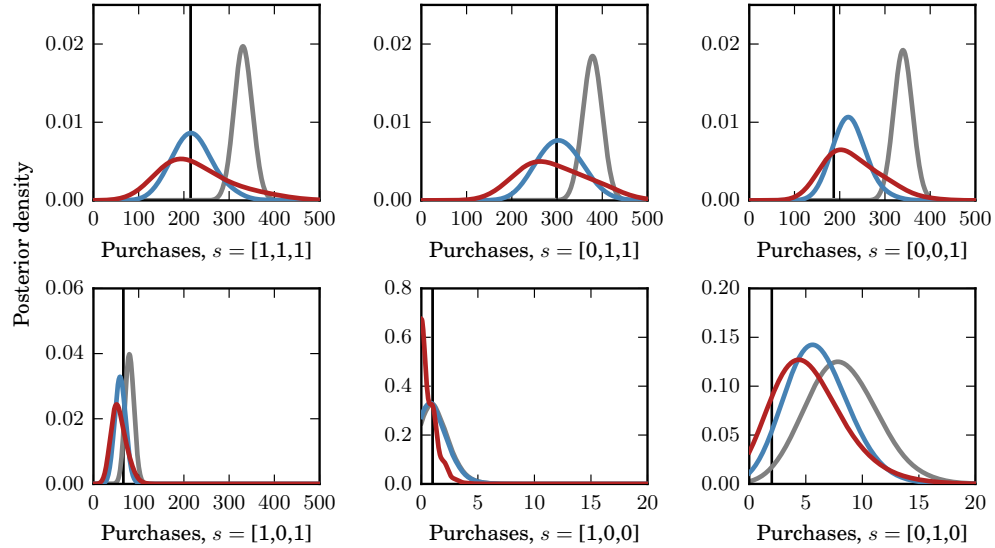 0.02
0.01
0.00
0 100 200 300 400 500
Purchases, s = [1,1,1]
0.02
0.01
0.00
0 100 200 300 400 500
Purchases, s = [0,1,1]
0.02
0.01
0.00
0 100 200 300 400 500
Purchases, s = [0,0,1]
Posterior density
0.06
0.04
0.02
0.00
0 100 200 300 400 500
Purchases, s = [1,0,1]
0.8
0.6
0.4
0.2
0.0
0 5 10 15 20
Purchases, s = [1,0,0]
0.20
0.15
0.10
0.05
0.00
0 5 10 15 20
Purchases, s = [0,1,0]